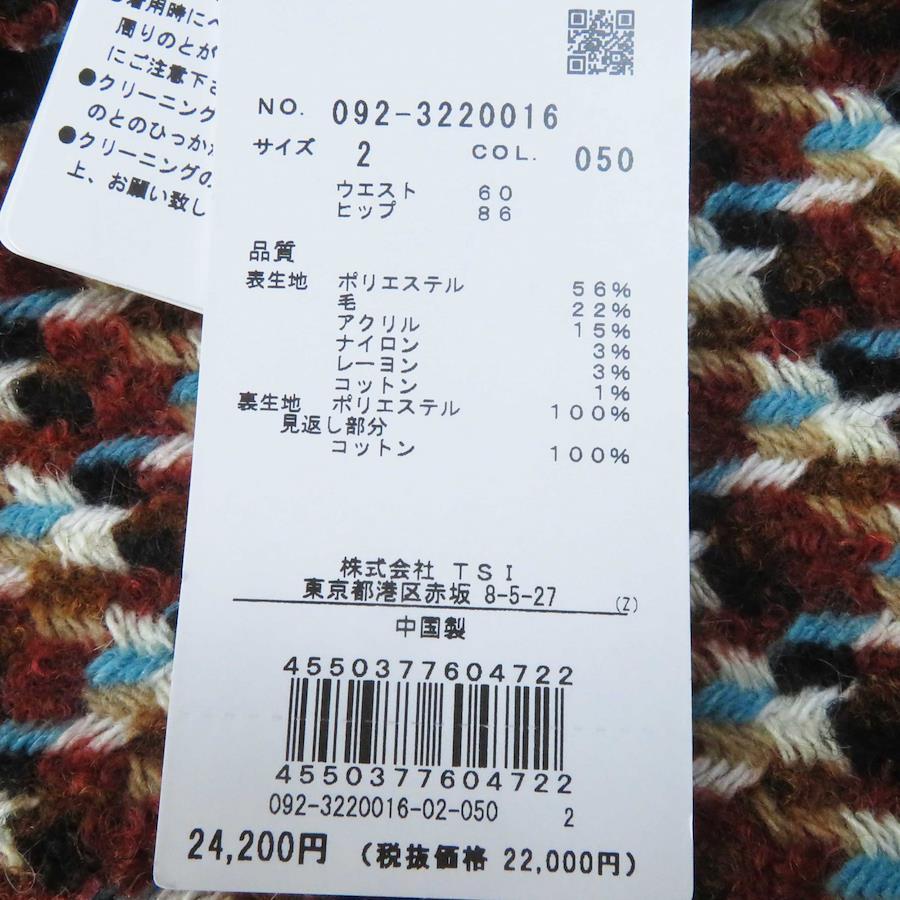 着用時に
周りのとが
にご注意下さ
●クリーニング
のとのひっかか
●クリーニングの
上、お願い致し
NO. 092-3220016
サイズ 2 COL. 050
ウエスト 60
ヒップ 86
品質
表生地 ポリエステル 56%
毛 22%
アクリル 15%
ナイロン 3%
レーヨン 3%
コットン 1%
裏生地 ポリエステル 100%
見返し部分
コットン 100%
株式会社 TSI
東京都港区赤坂 8-5-27 (Z)
中国製
4550377604722
4550377604722
092-3220016-02-050 2
24,200円 (税抜価格 22,000円)